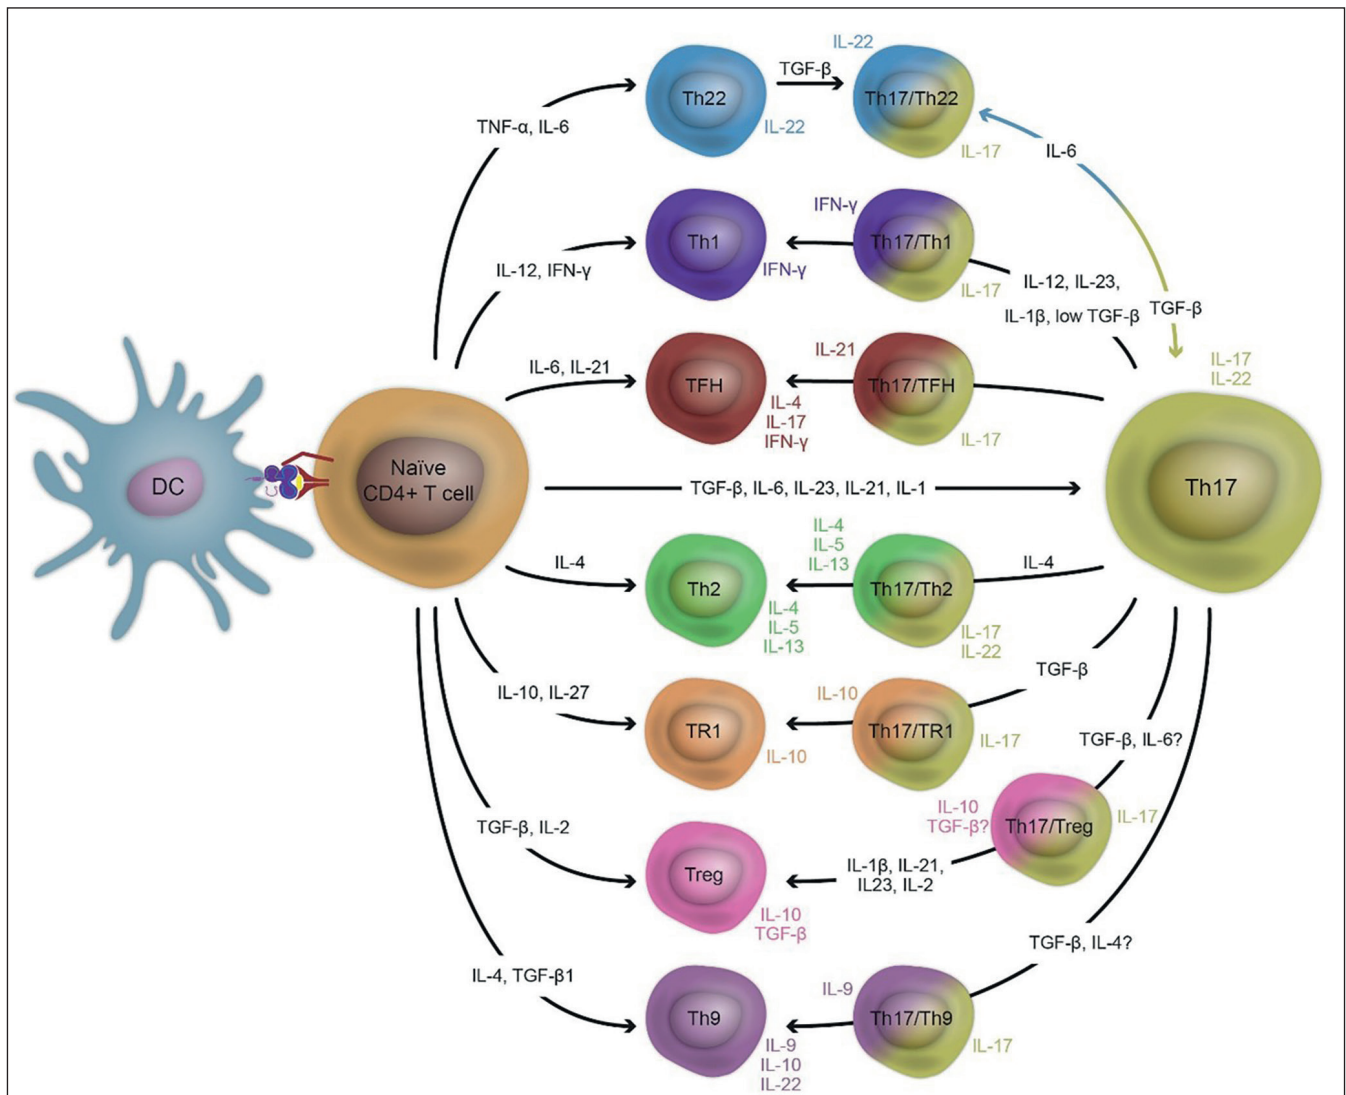 IL-22
TGF-β
Th22
Th17/Th22
TNF-α, IL-6
IL-22
IL-17
IL-6
IFN-γ
Th1
Th17/Th1
IL-12, IFN-γ
IFN-γ
IL-17
IL-12, IL-23,
IL-1β, low TGF-β
TGF-β
IL-21
IL-17
IL-22
IL-6, IL-21
TFH
Th17/TFH
IL-4
IL-17
IFN-γ
IL-17
Naïve
CD4+ T cell
DC
TGF-β, IL-6, IL-23, IL-21, IL-1
Th17
IL-4
IL-5
IL-13
IL-4
Th2
Th17/Th2
IL-4
IL-4
IL-5
IL-13
IL-17
IL-22
IL-10, IL-27
IL-10
TGF-β
TR1
Th17/TR1
IL-10
IL-17
TGF-β, IL-6?
IL-10
TGF-β?
Th17/Treg
IL-17
TGF-β, IL-2
Treg
IL-1β, IL-21,
IL23, IL-2
IL-10
TGF-β
TGF-β, IL-4?
IL-4, TGF-β1
IL-9
Th9
Th17/Th9
IL-9
IL-10
IL-22
IL-17